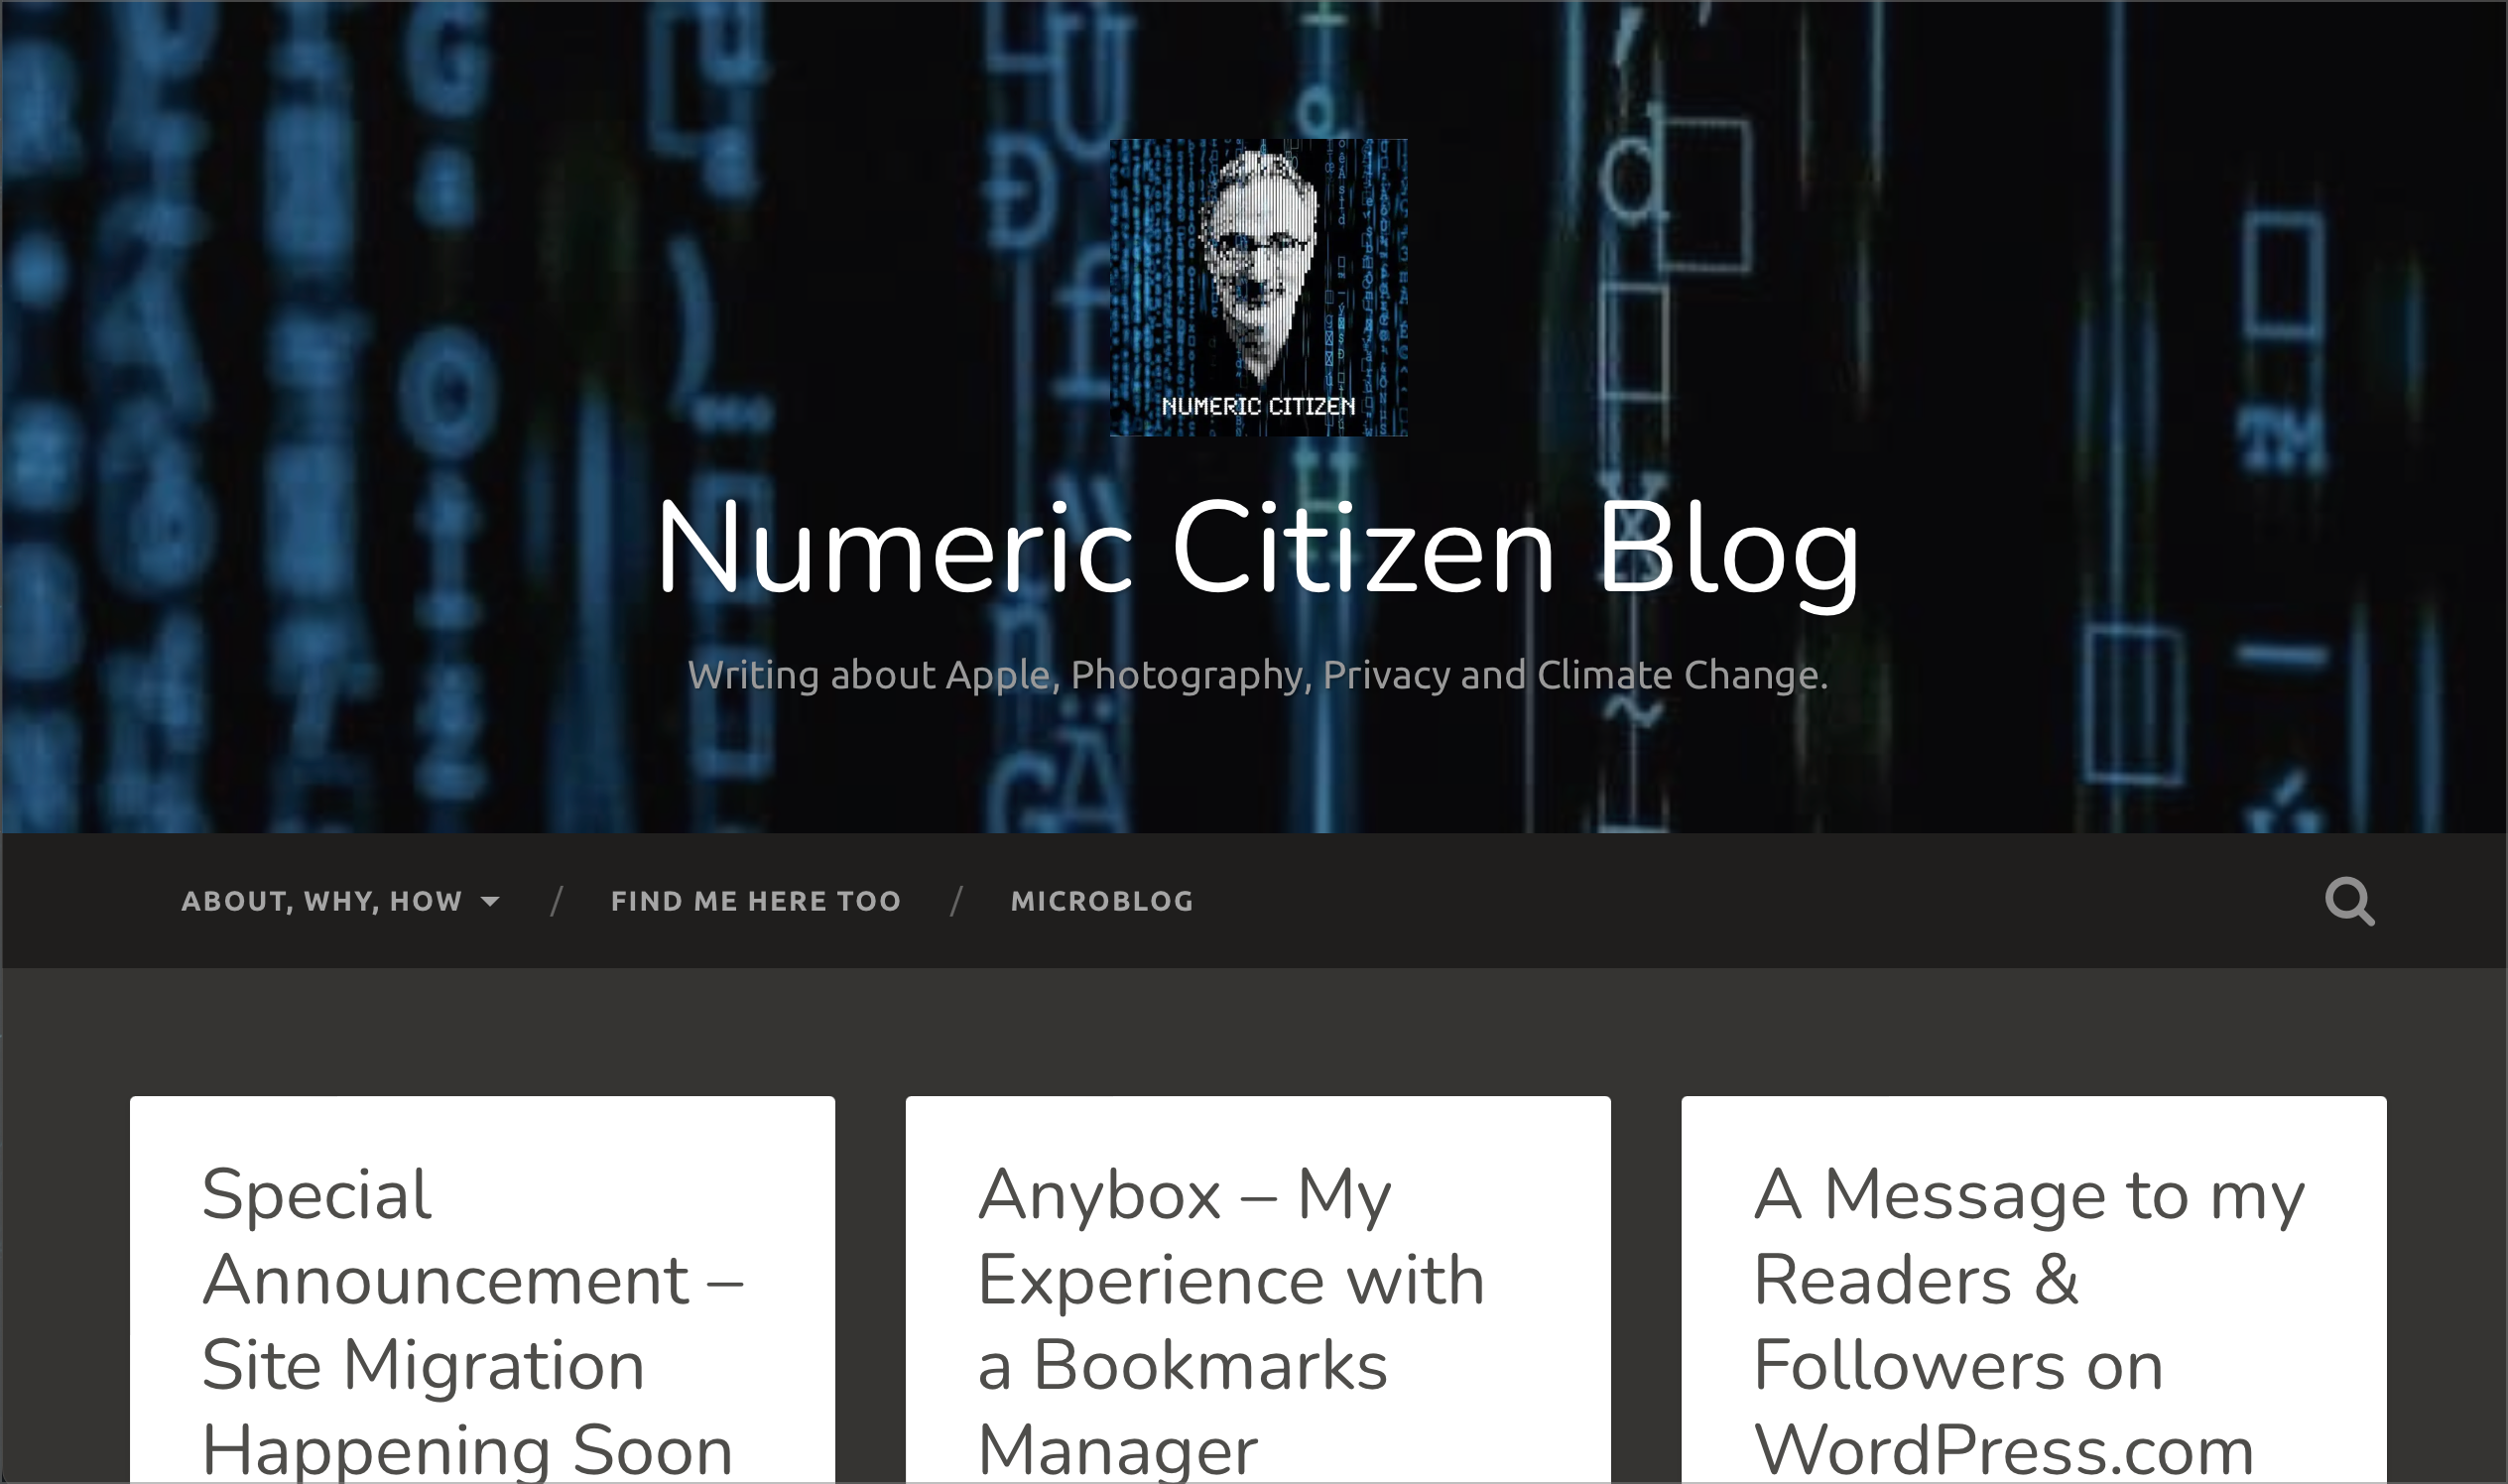 NUMERIC CITIZEN
Numeric Citizen Blog
Writing about Apple, Photography, Privacy and Climate Change.
ABOUT, WHY, HOW / FIND ME HERE TOO / MICROBLOG
Special
Announcement –
Site Migration
Happening Soon
Anybox – My
Experience with
a Bookmarks
Manager
A Message to my
Readers &
Followers on
WordPress.com